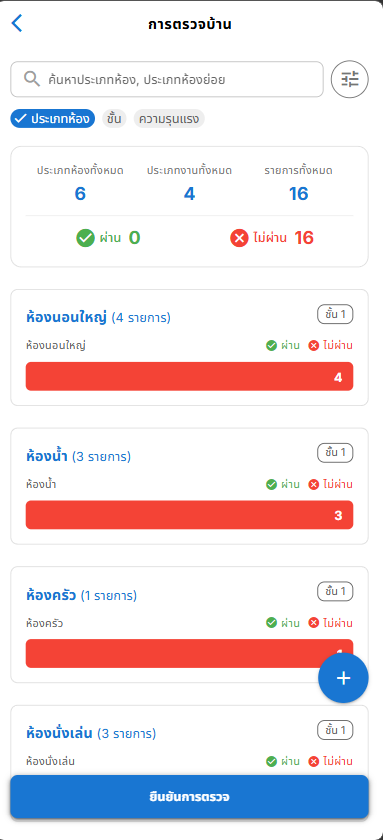 การตรวจบ้าน
ค้นหาประเภทห้อง, ประเภทห้องย่อย
ประเภทห้อง ชั้น ความรุนแรง
ประเภทห้องทั้งหมด ประเภทงานทั้งหมด รายการทั้งหมด
6 4 16
ผ่าน 0 ไม่ผ่าน 16
ห้องนอนใหญ่ (4 รายการ) ชั้น 1
ห้องนอนใหญ่ ผ่าน ไม่ผ่าน
4
ห้องน้ำ (3 รายการ) ชั้น 1
ห้องน้ำ ผ่าน ไม่ผ่าน
3
ห้องครัว (1 รายการ) ชั้น 1
ห้องครัว ผ่าน ไม่ผ่าน
ห้องนั่งเล่น (3 รายการ) ชั้น 1
ห้องนั่งเล่น ผ่าน ไม่ผ่าน
ยืนยันการตรวจ